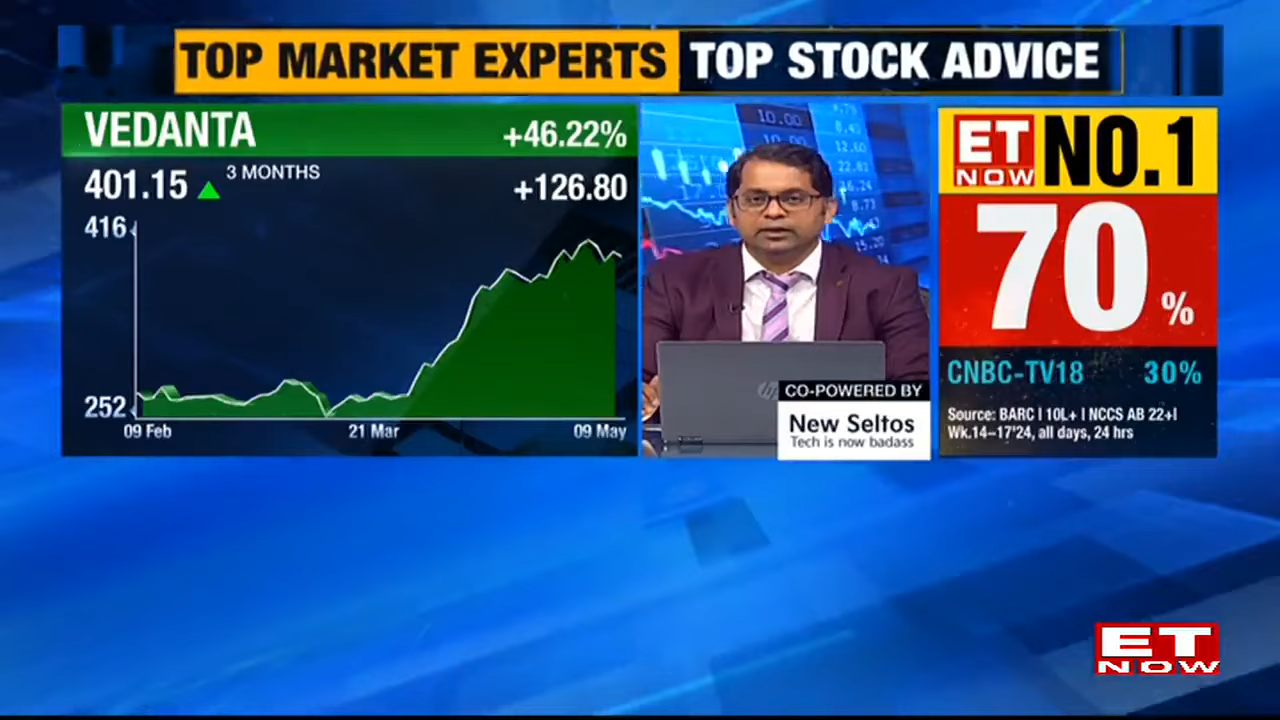 TOP MARKET EXPERTS TOP STOCK ADVICE
VEDANTA +46.22%
401.15 3 MONTHS +126.80
416
252
09 Feb 21 Mar 09 May
10.00
CO-POWERED BY
New Seltos
Tech is now badass
ET NOW NO.1
70%
CNBC-TV18 30%
Source: BARC I 10L+ I NCCS AB 22+I
Wk.14-17'24, all days, 24 hrs
ET
NOW